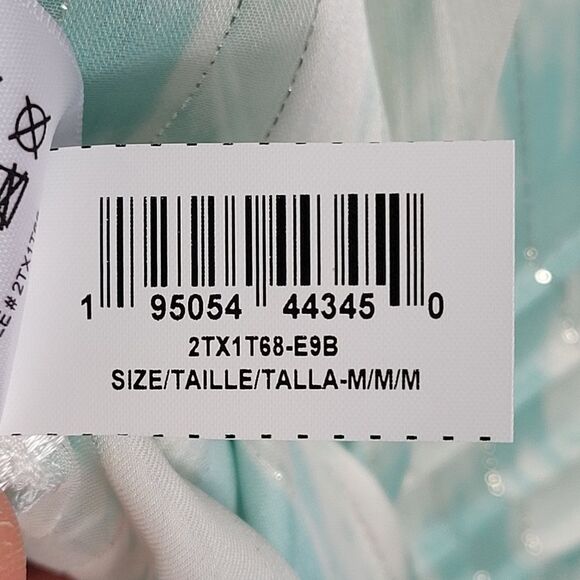 1 95054 44345 0
2TX1T68-E9B
SIZE/TAILLE/TALLA-M/M/M